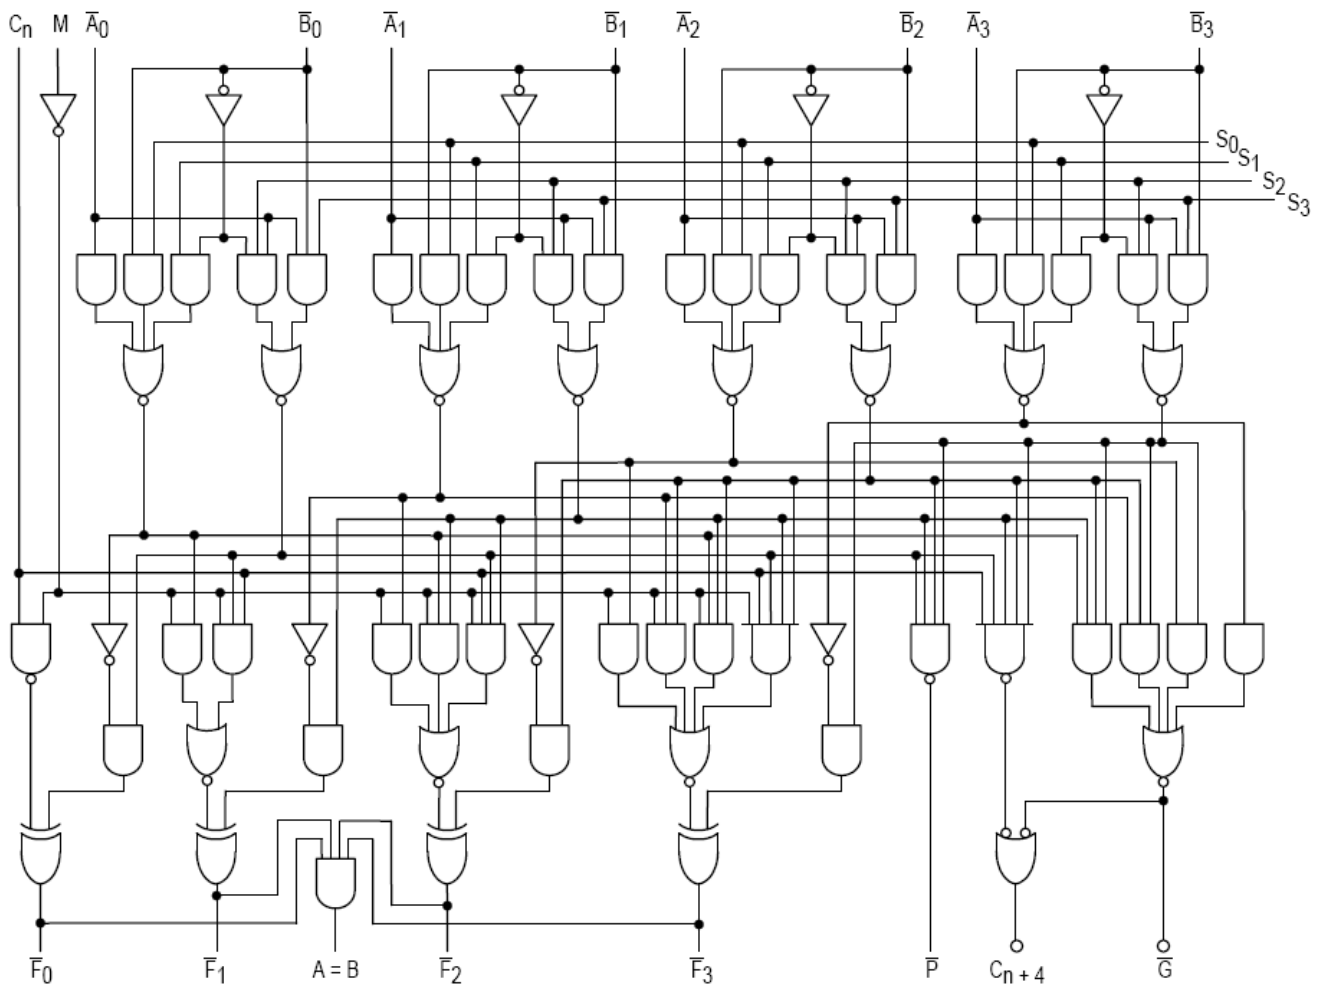 Cn M A̅0 B̅0 A̅1 B̅1 A̅2 B̅2 A̅3 B̅3
S0
S1
S2
S3
F̅0 F̅1 A = B F̅2 F̅3 P̅ Cn + 4 G̅